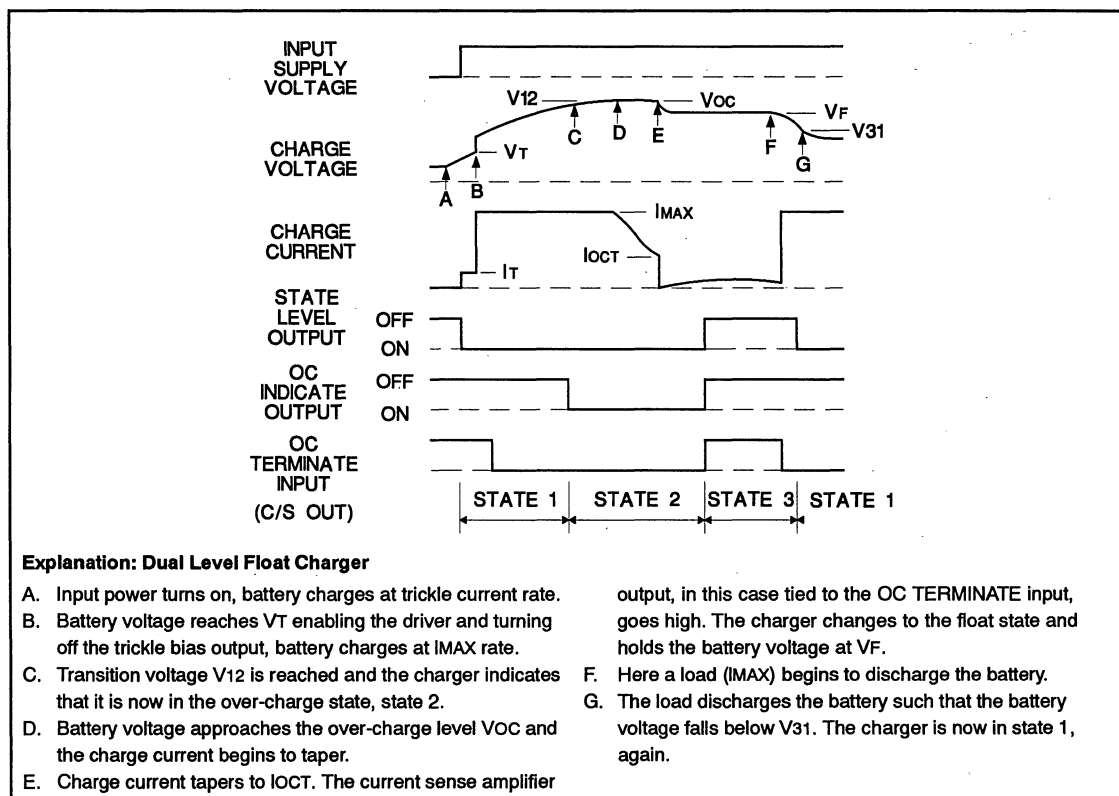 INPUT
SUPPLY
VOLTAGE
V12
VOC
VF
V31
C
D
E
F
G
CHARGE
VOLTAGE
VT
A
B
CHARGE
CURRENT
IMAX
IOCT
IT
STATE
LEVEL
OUTPUT
OFF
ON
OC
INDICATE
OUTPUT
OFF
ON
OC
TERMINATE
INPUT
(C/S OUT)
STATE 1
STATE 2
STATE 3
STATE 1
Explanation: Dual Level Float Charger
A. Input power turns on, battery charges at trickle current rate.
B. Battery voltage reaches VT enabling the driver and turning
off the trickle bias output, battery charges at IMAX rate.
C. Transition voltage V12 is reached and the charger indicates
that it is now in the over-charge state, state 2.
D. Battery voltage approaches the over-charge level VOC and
the charge current begins to taper.
E. Charge current tapers to IOCT. The current sense amplifier
output, in this case tied to the OC TERMINATE input,
goes high. The charger changes to the float state and
holds the battery voltage at VF.
F. Here a load (IMAX) begins to discharge the battery.
G. The load discharges the battery such that the battery
voltage falls below V31. The charger is now in state 1,
again.